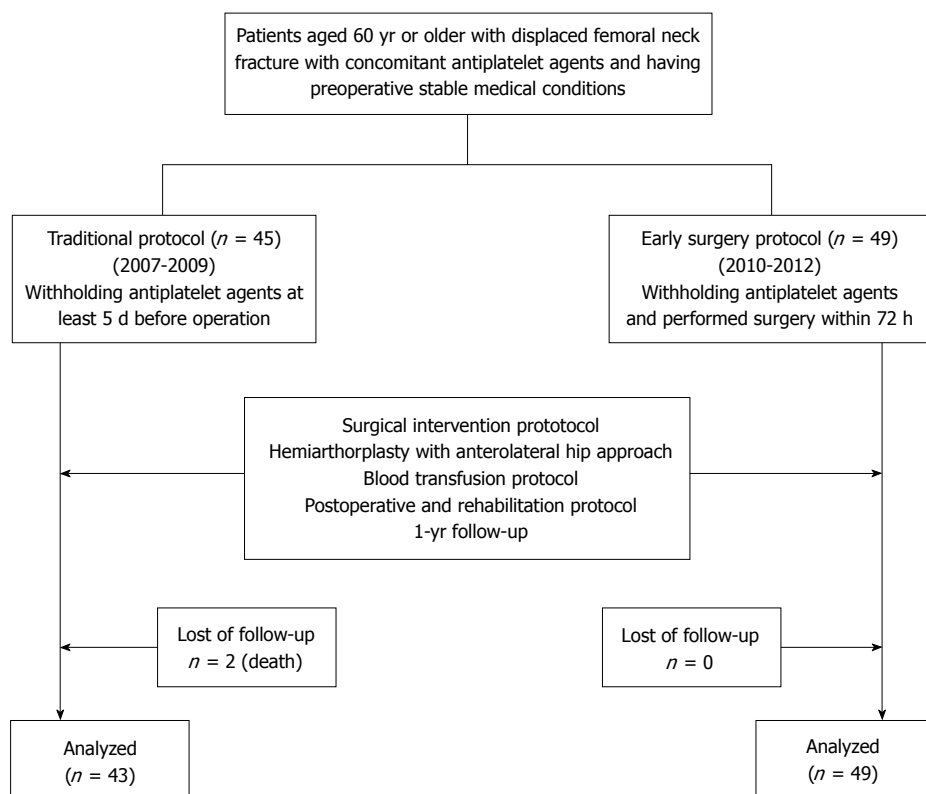 Patients aged 60 yr or older with displaced femoral neck
fracture with concomitant antiplatelet agents and having
preoperative stable medical conditions
Traditional protocol (n = 45)
(2007-2009)
Withholding antiplatelet agents at
least 5 d before operation
Early surgery protocol (n = 49)
(2010-2012)
Withholding antiplatelet agents
and performed surgery within 72 h
Surgical intervention prototocol
Hemiarthorplasty with anterolateral hip approach
Blood transfusion protocol
Postoperative and rehabilitation protocol
1-yr follow-up
Lost of follow-up
n = 2 (death)
Lost of follow-up
n = 0
Analyzed
(n = 43)
Analyzed
(n = 49)